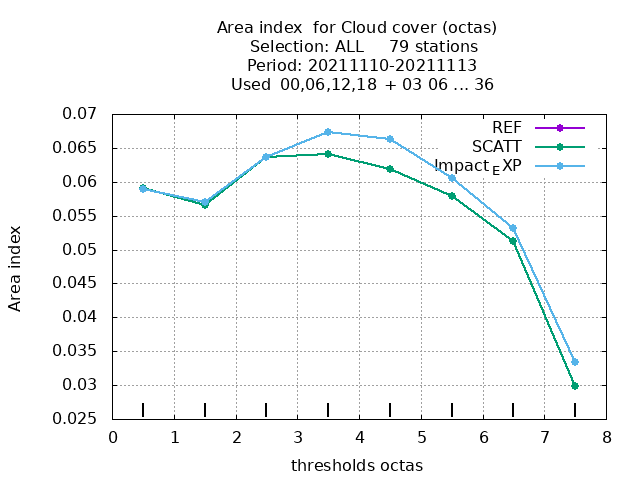 Area index  for Cloud cover (octas)
Selection: ALL     79 stations
Period: 20211110-20211113
Used  00,06,12,18  + 03 06 ... 36
REF
SCATT
Impact_EXP
0.07
0.065
0.06
0.055
0.05
0.045
0.04
0.035
0.03
0.025
Area index
0 1 2 3 4 5 6 7 8
thresholds octas